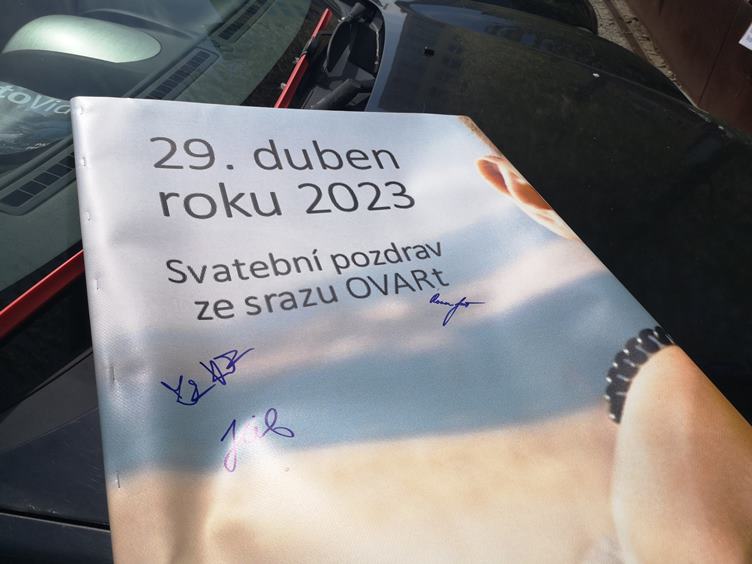 29. duben
roku 2023
Svatební pozdrav
ze srazu OVARt